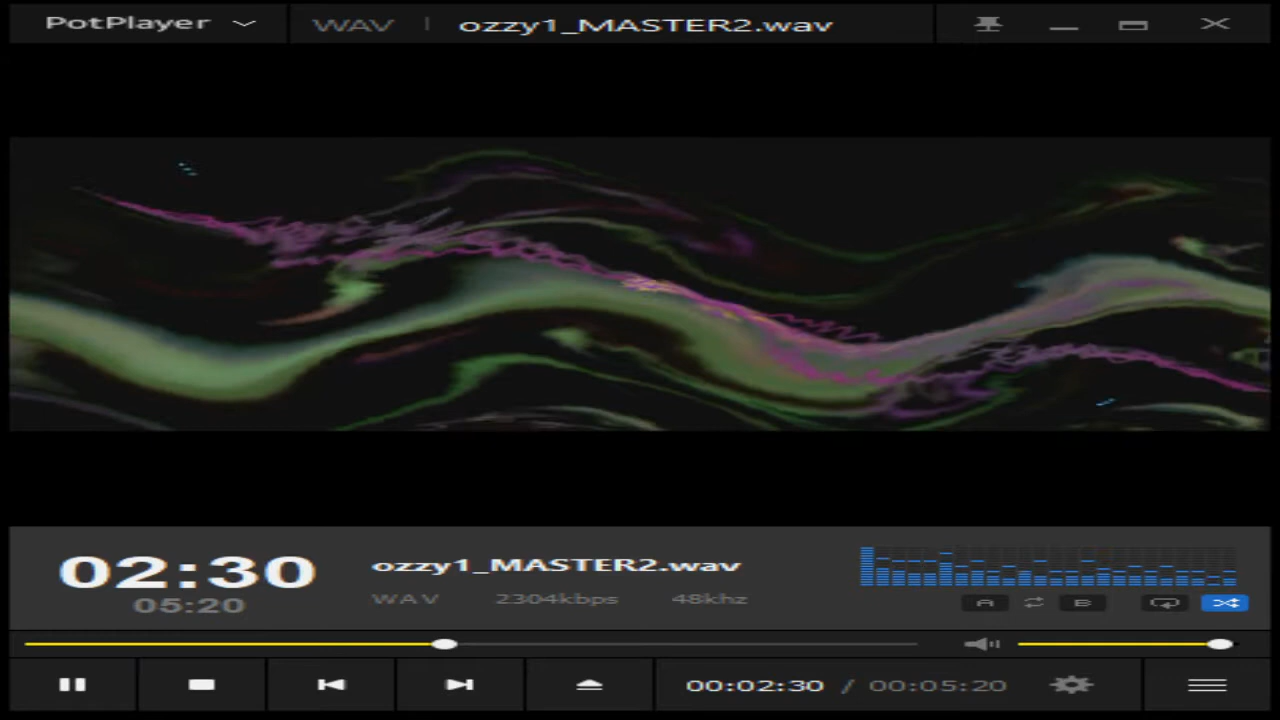 PotPlayer WAV | ozzy1_MASTER2.wav
02:30 ozzy1_MASTER2.wav
05:20 WAV 2304kbps 48khz
A B
00:02:30 / 00:05:20